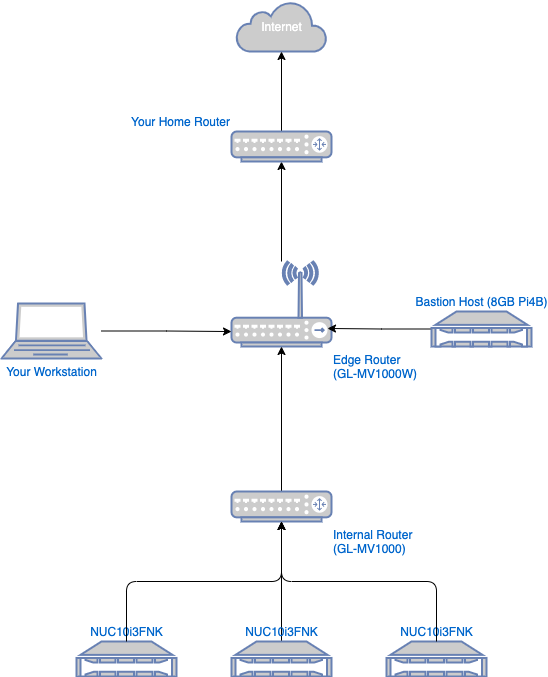 Internet
Your Home Router
Bastion Host (8GB Pi4B)
Your Workstation
Edge Router
(GL-MV1000W)
Internal Router
(GL-MV1000)
NUC10i3FNK
NUC10i3FNK
NUC10i3FNK